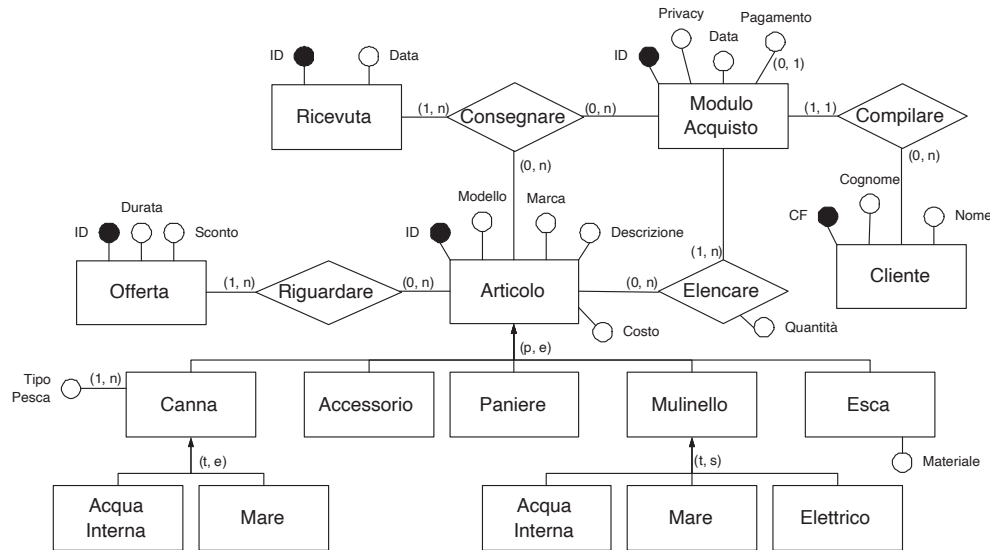 Privacy
Pagamento
ID
Data
ID
Data
(0, 1)
Ricevuta
(1, n)
Consegnare
(0, n)
Modulo
Acquisto
(1, 1)
Compilare
(0, n)
(0, n)
Cognome
Durata
Modello
Marca
CF
Nome
ID
Sconto
ID
Descrizione
(1, n)
Offerta
(1, n)
Riguardare
(0, n)
Articolo
(0, n)
Elencare
Cliente
Costo
Quantità
(p, e)
Tipo
Pesca
(1, n)
Canna
Accessorio
Paniere
Mulinello
Esca
(t, e)
(t, s)
Materiale
Acqua
Interna
Mare
Acqua
Interna
Mare
Elettrico